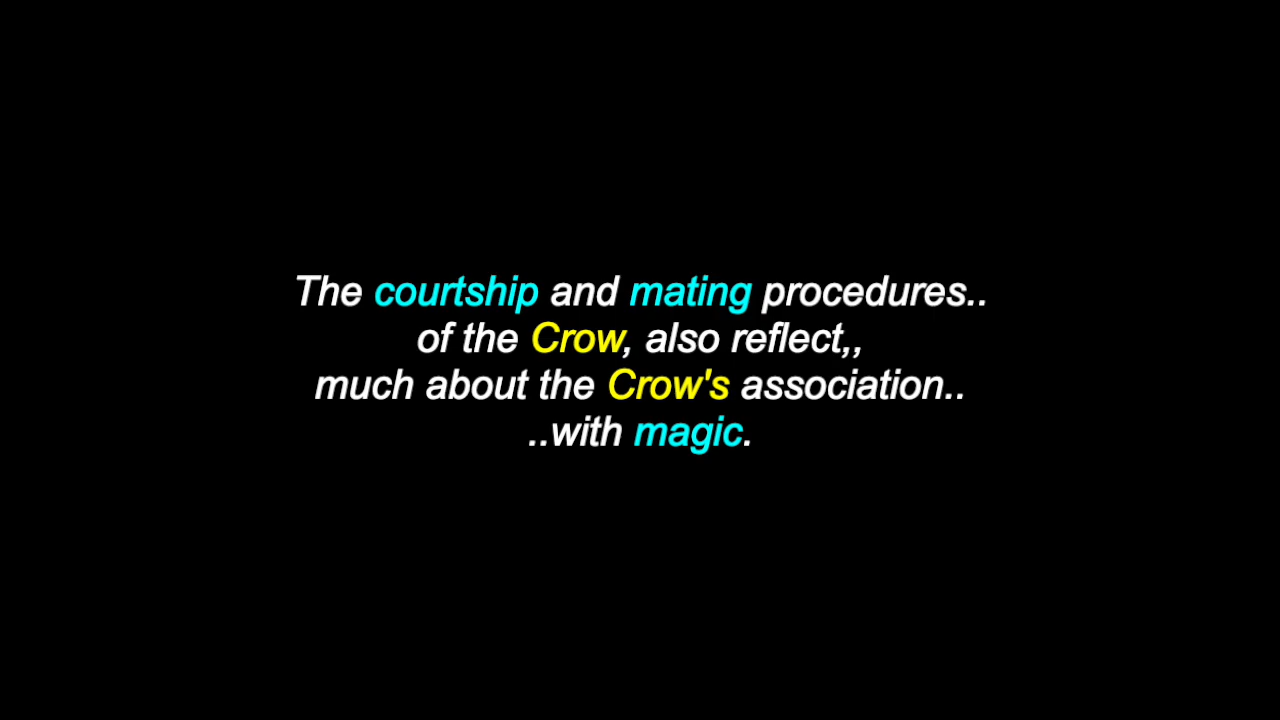 The courtship and mating procedures..
of the Crow, also reflect,,
much about the Crow's association..
..with magic.